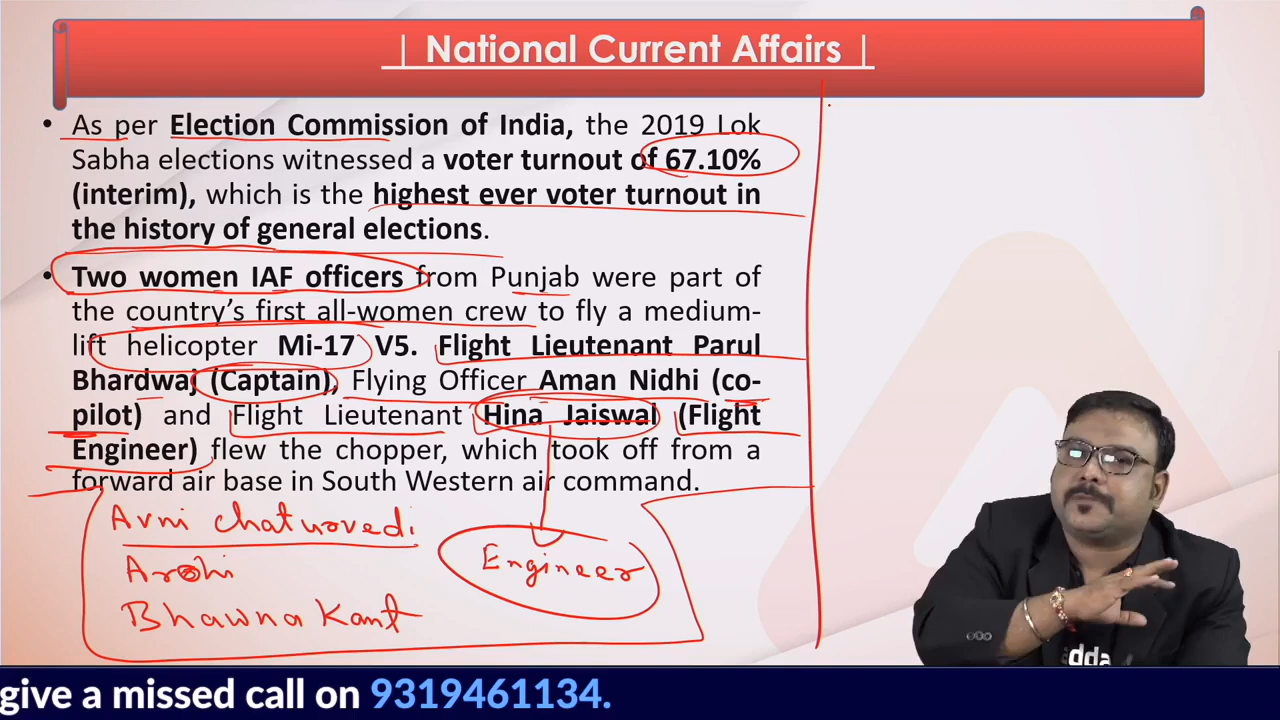 | National Current Affairs |
• As per Election Commission of India, the 2019 Lok
Sabha elections witnessed a voter turnout of 67.10%
(interim), which is the highest ever voter turnout in
the history of general elections.
• Two women IAF officers from Punjab were part of
the country’s first all-women crew to fly a medium-
lift helicopter Mi-17 V5. Flight Lieutenant Parul
Bhardwaj (Captain), Flying Officer Aman Nidhi (co-
pilot) and Flight Lieutenant Hina Jaiswal (Flight
Engineer) flew the chopper, which took off from a
forward air base in South Western air command.
Avni chaturvedi
Engineer
Bhawna Kant
adda
give a missed call on 9319461134.